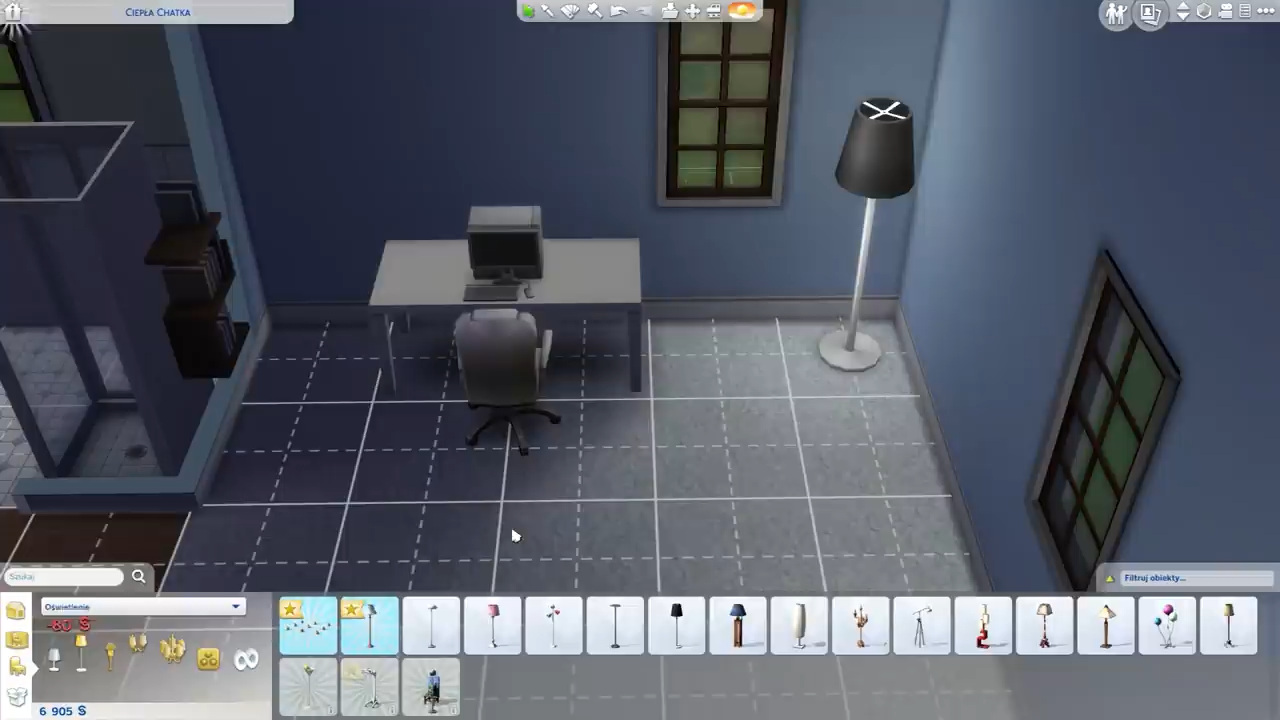 CIEPŁA CHATKA
Szukaj
Filtruj obiekty...
Oświetlenie
-80 $
6 905 $